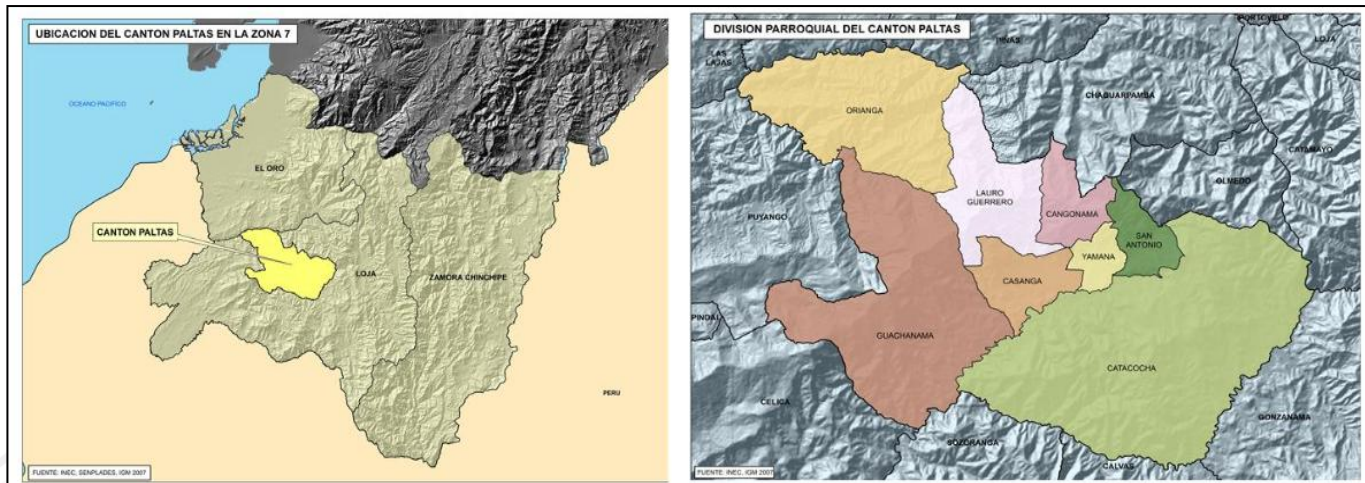 UBICACION DEL CANTON PALTAS EN LA ZONA 7
OCEANO PACIFICO
EL ORO
CANTON PALTAS
LOJA
ZAMORA CHINCHIPE
PERU
FUENTE: INEC, SENPLADES, IGM 2007
DIVISION PARROQUIAL DEL CANTON PALTAS
PORTOVELO
LOJA
LAS
LAJAS
PIÑAS
CHAGUARPAMBA
ORIANGA
CATAMAYO
OLMEDO
LAURO
GUERRERO
CANGONAMA
PUYANGO
SAN
ANTONIO
YAMANA
CASANGA
PINDAL
GUACHANAMA
CATACOCHA
CELICA
GONZANAMA
SOZORANGA
CALVAS
FUENTE: INEC, IGM 2007